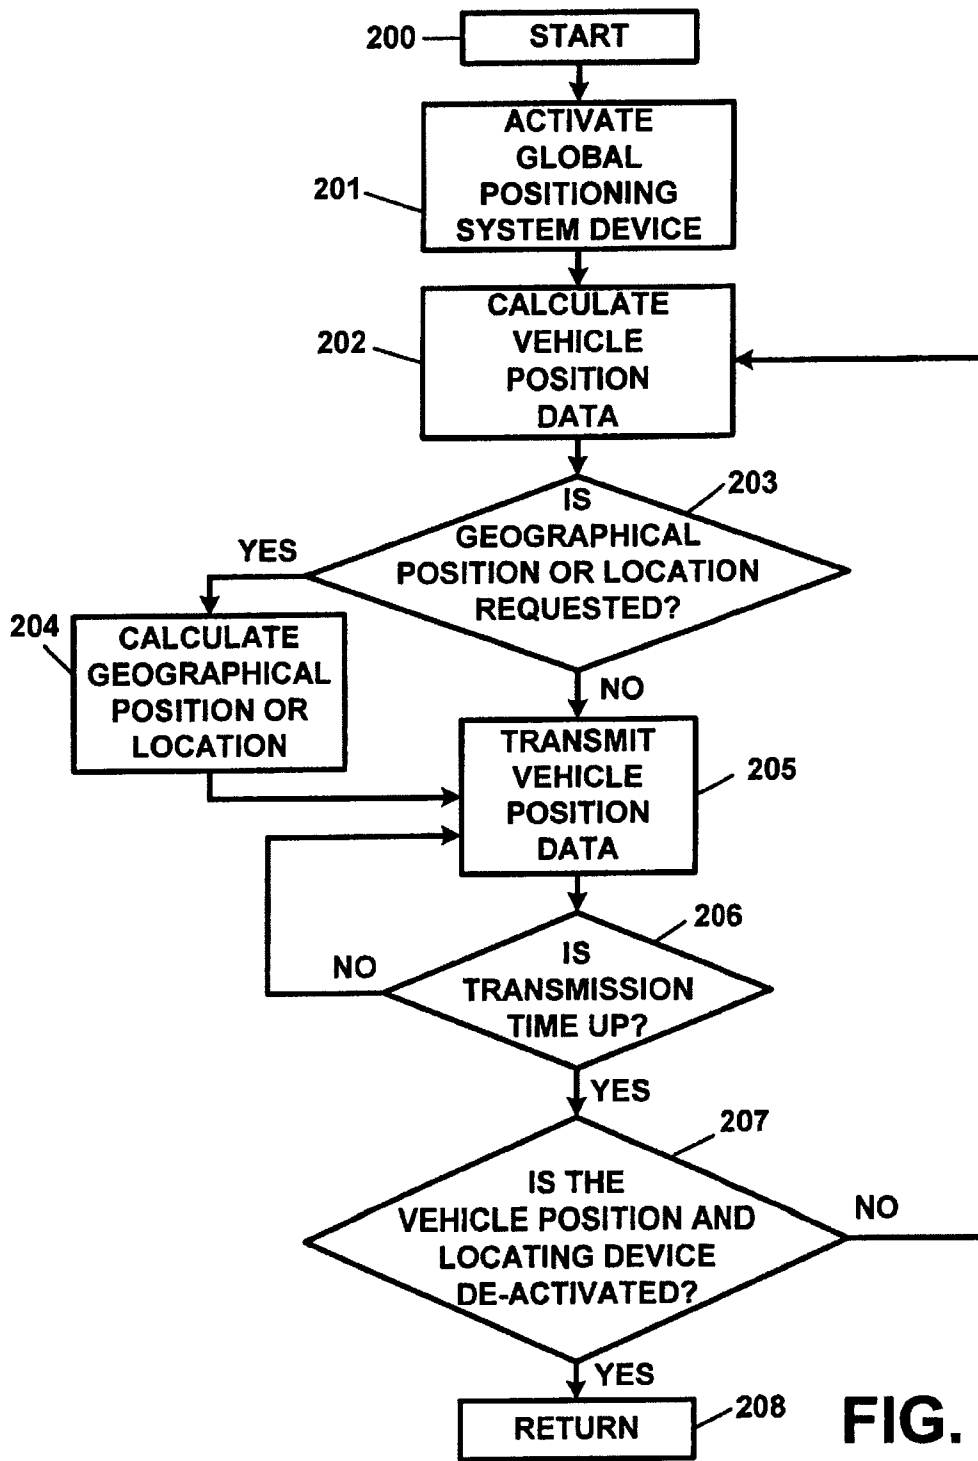 200
START
ACTIVATE
GLOBAL
POSITIONING
SYSTEM DEVICE
201
CALCULATE
VEHICLE
POSITION
DATA
202
IS
GEOGRAPHICAL
POSITION OR LOCATION
REQUESTED?
203
YES
204
CALCULATE
GEOGRAPHICAL
POSITION OR
LOCATION
NO
TRANSMIT
VEHICLE
POSITION
DATA
205
206
IS
TRANSMISSION
TIME UP?
NO
YES
207
IS THE
VEHICLE POSITION AND
LOCATING DEVICE
DE-ACTIVATED?
NO
YES
RETURN
208
FIG.